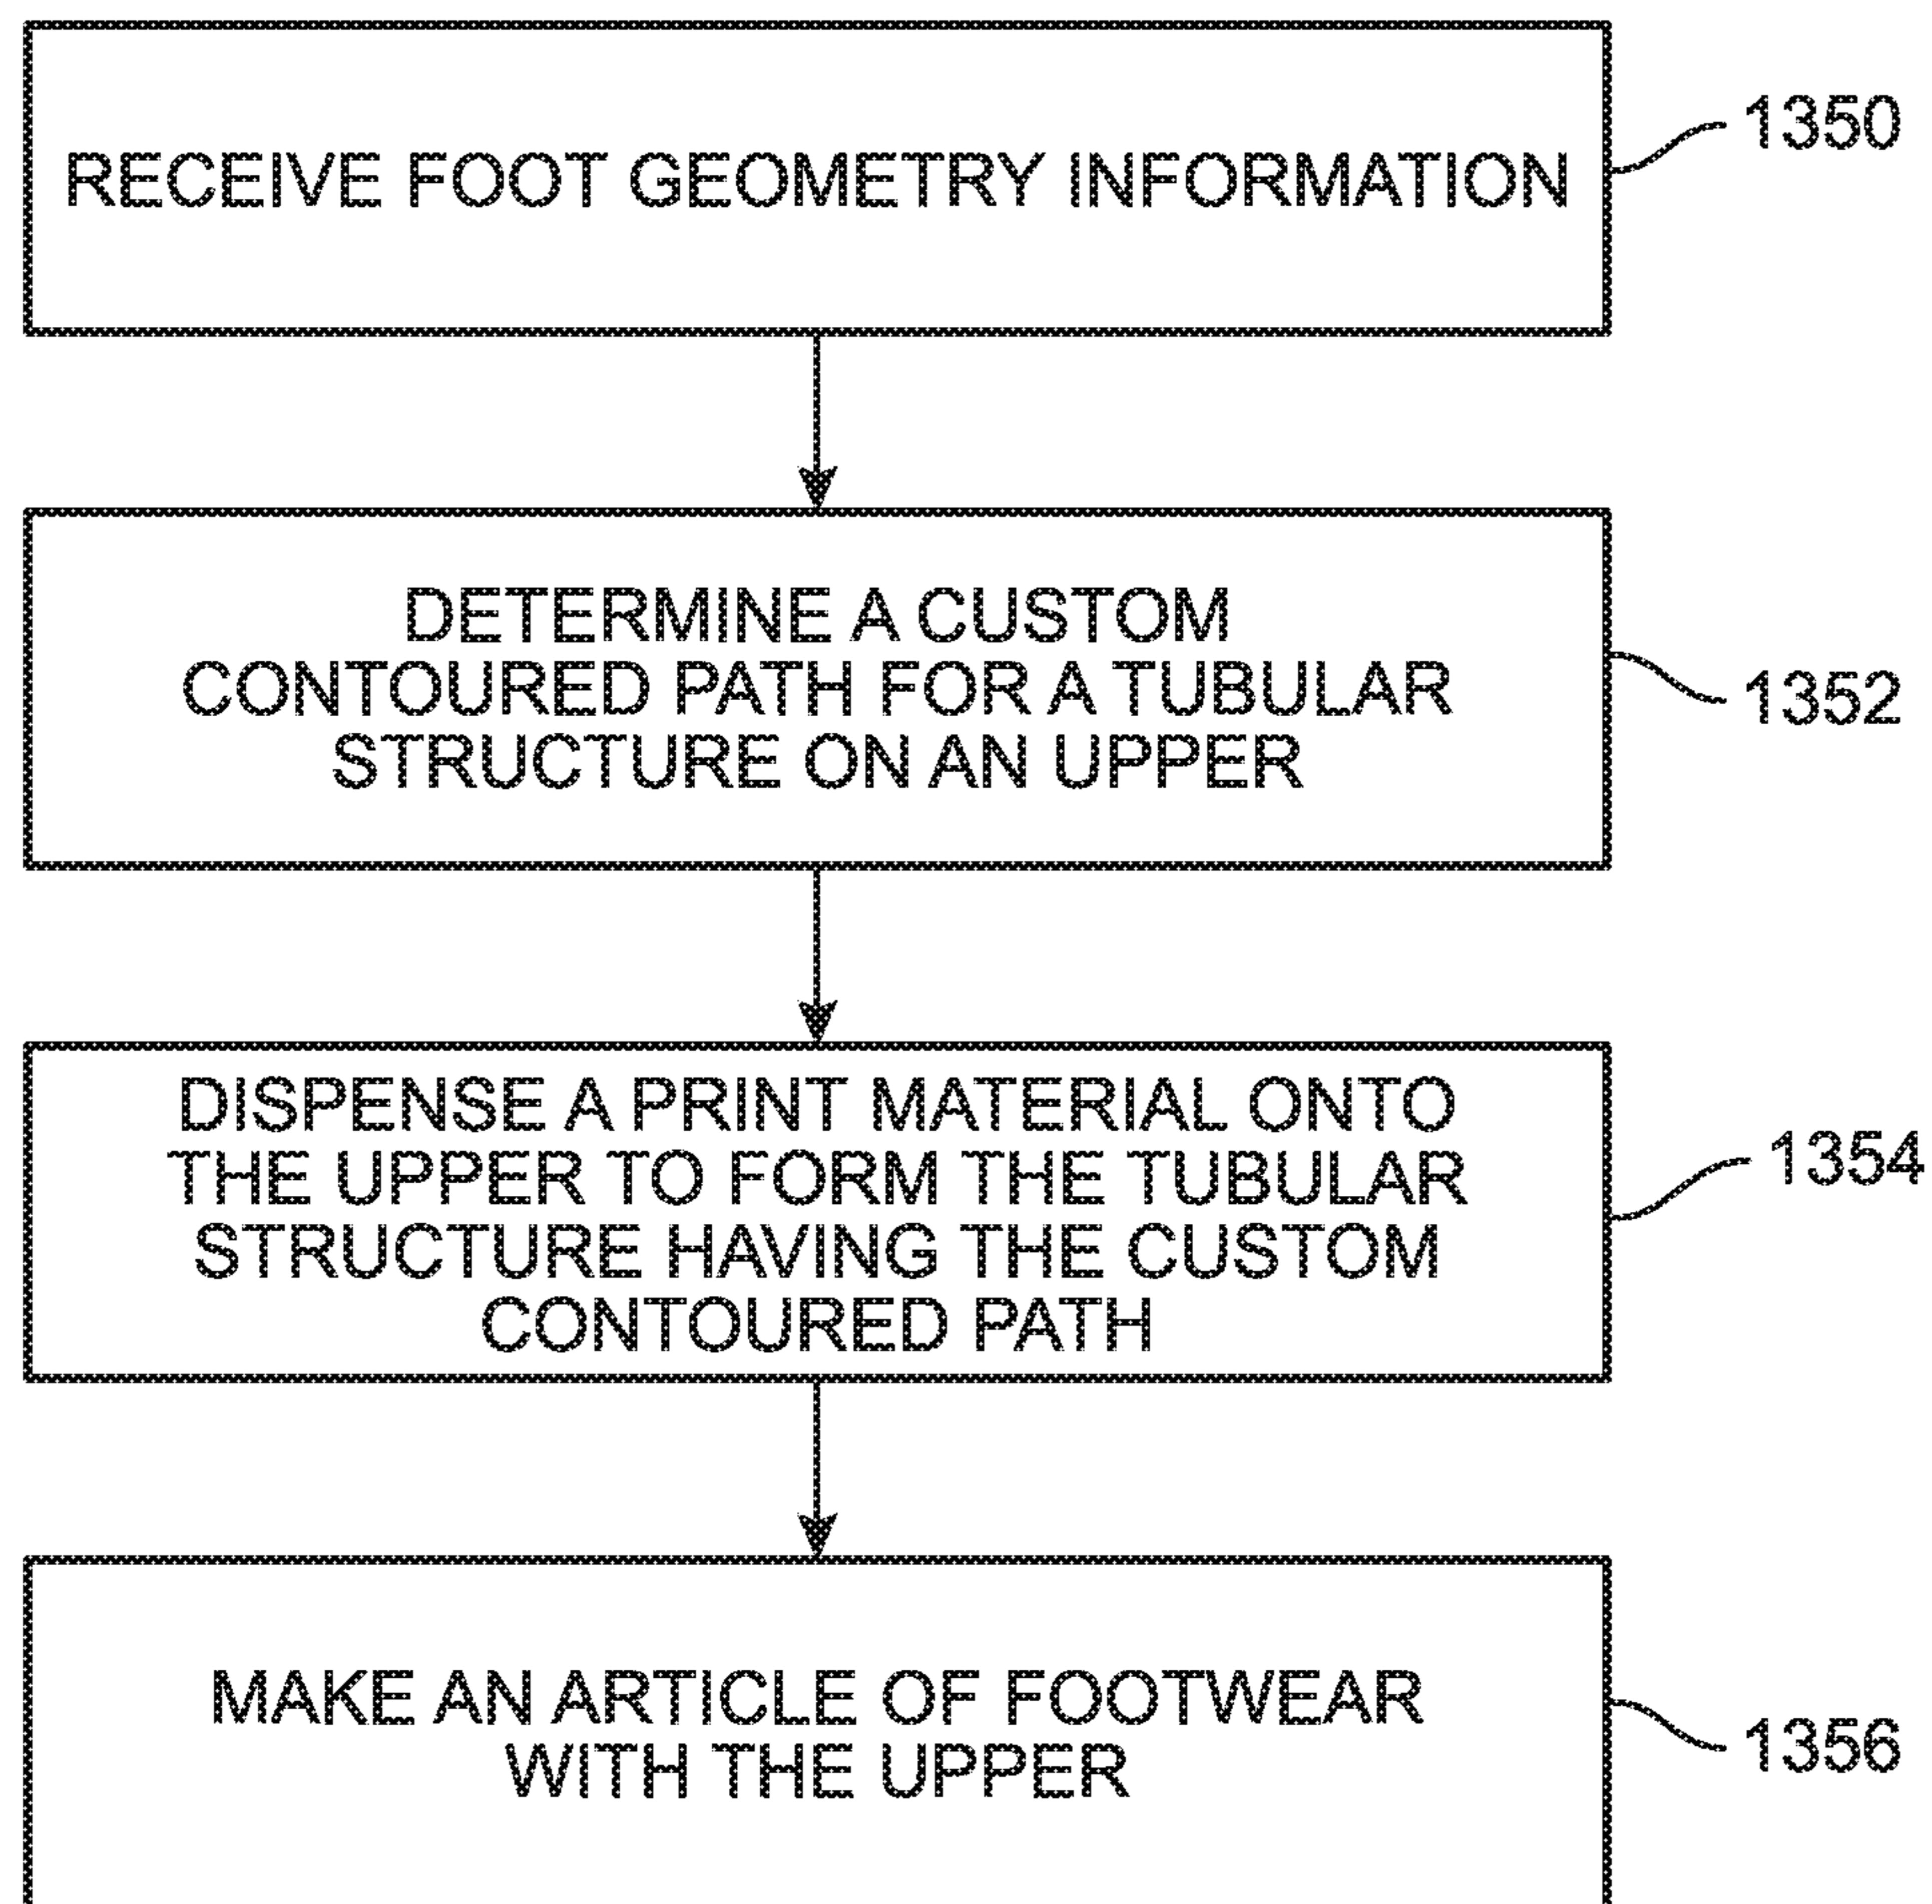 RECEIVE FOOT GEOMETRY INFORMATION
1350
DETERMINE A CUSTOM
CONTOURED PATH FOR A TUBULAR
STRUCTURE ON AN UPPER
1352
DISPENSE A PRINT MATERIAL ONTO
THE UPPER TO FORM THE TUBULAR
STRUCTURE HAVING THE CUSTOM
CONTOURED PATH
1354
MAKE AN ARTICLE OF FOOTWEAR
WITH THE UPPER
1356